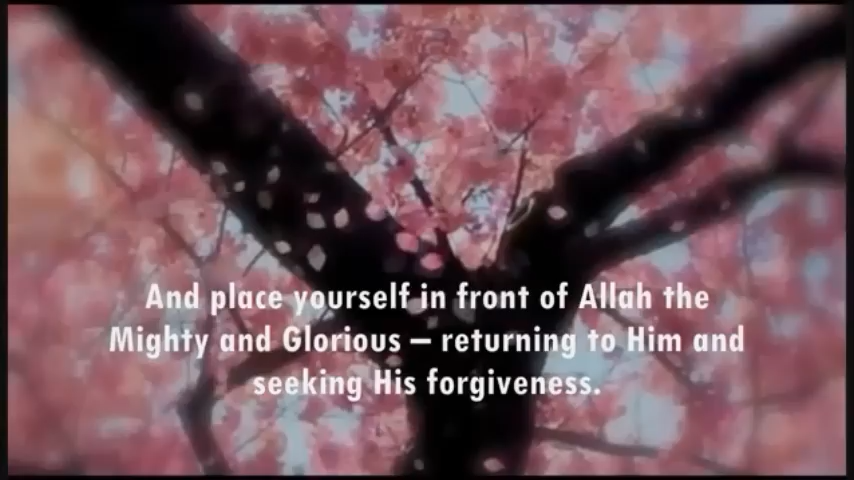 And place yourself in front of Allah the
Mighty and Glorious – returning to Him and
seeking His forgiveness.